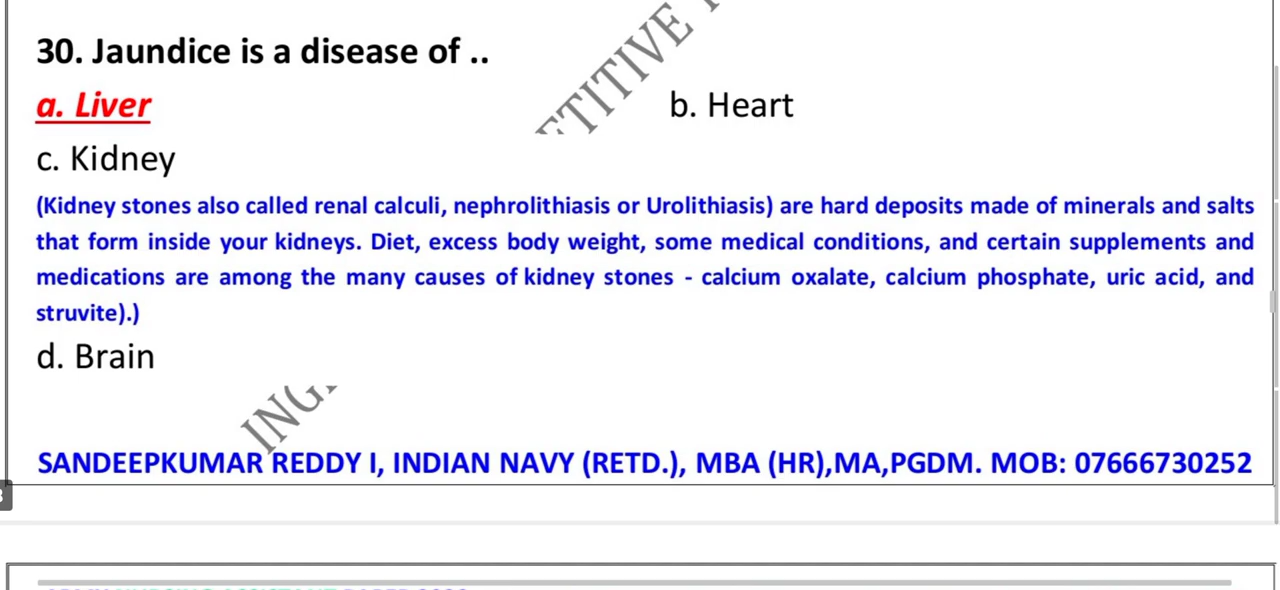 30. Jaundice is a disease of ..
a. Liver
b. Heart
c. Kidney
(Kidney stones also called renal calculi, nephrolithiasis or Urolithiasis) are hard deposits made of minerals and salts
that form inside your kidneys. Diet, excess body weight, some medical conditions, and certain supplements and
medications are among the many causes of kidney stones - calcium oxalate, calcium phosphate, uric acid, and
struvite).)
d. Brain
SANDEEPKUMAR REDDY I, INDIAN NAVY (RETD.), MBA (HR),MA,PGDM. MOB: 07666730252